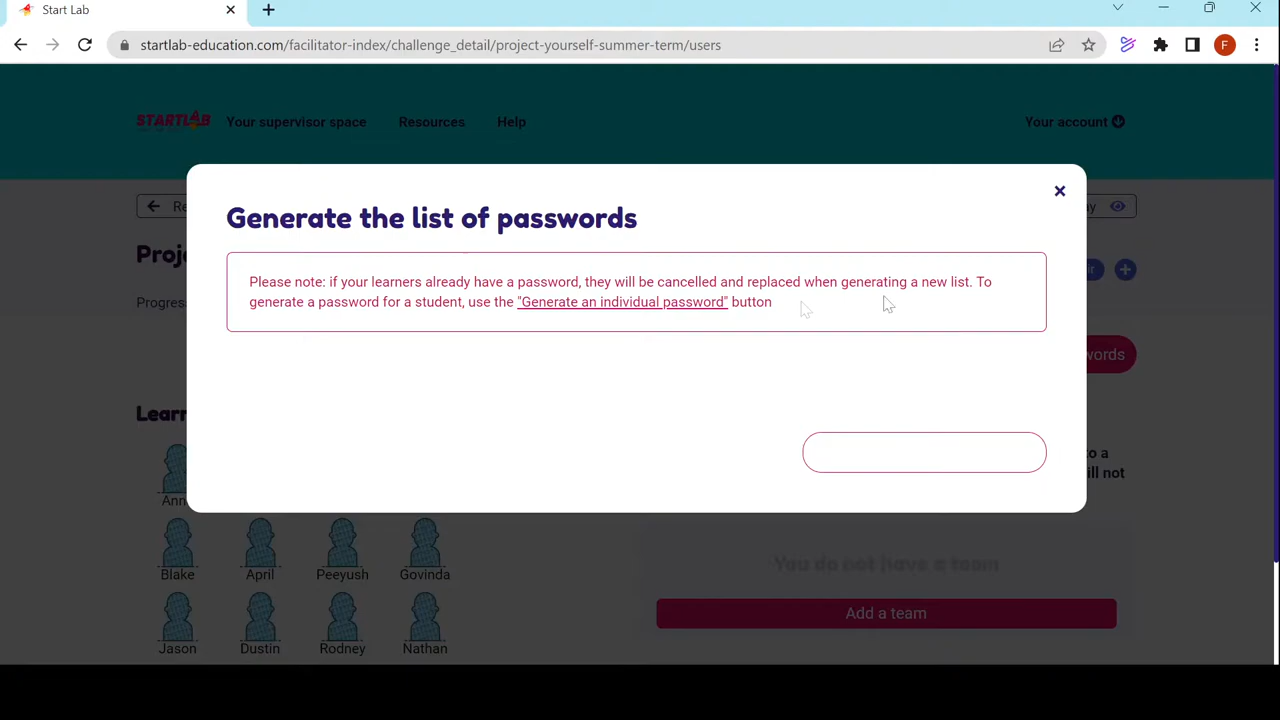 Start Lab
startlab-education.com/facilitator-index/challenge_detail/project-yourself-summer-term/users
F
STARTLAB
Your supervisor space
Resources
Help
Your account
Generate the list of passwords
Please note: if your learners already have a password, they will be cancelled and replaced when generating a new list. To
generate a password for a student, use the "Generate an individual password" button
Progres
Learn
You do not have a team
Add a team
Blake
April
Peeyush
Govinda
Jason
Dustin
Rodney
Nathan